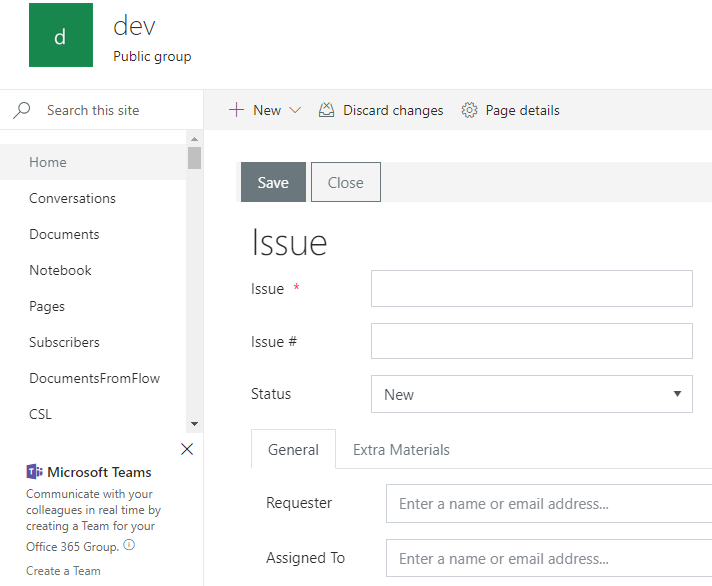 d
dev
Public group
Search this site
New
Discard changes
Page details
Home
Conversations
Documents
Notebook
Pages
Subscribers
DocumentsFromFlow
CSL
Microsoft Teams
Communicate with your
colleagues in real time by
creating a Team for your
Office 365 Group.
Create a Team
Save
Close
Issue
Issue *
Issue #
Status
New
General
Extra Materials
Requester
Enter a name or email address...
Assigned To
Enter a name or email address...